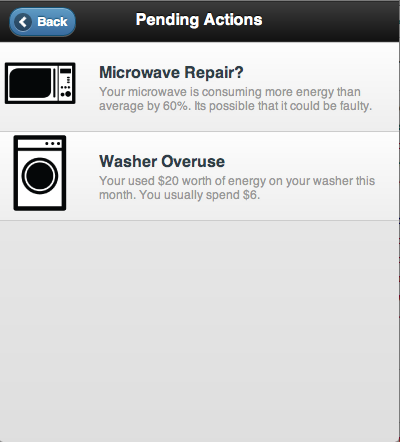 Back
Pending Actions
Microwave Repair?
Your microwave is consuming more energy than
average by 60%. Its possible that it could be faulty.
Washer Overuse
Your used $20 worth of energy on your washer this
month. You usually spend $6.